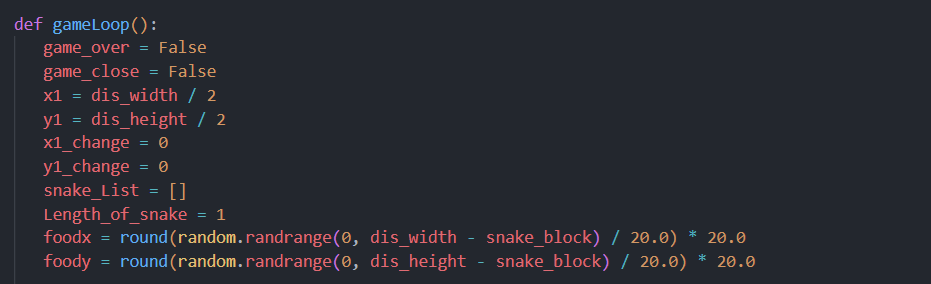 def gameLoop():
game_over = False
game_close = False
x1 = dis_width / 2
y1 = dis_height / 2
x1_change = 0
y1_change = 0
snake_List = []
Length_of_snake = 1
foodx = round(random.randrange(0, dis_width - snake_block) / 20.0) * 20.0
foody = round(random.randrange(0, dis_height - snake_block) / 20.0) * 20.0